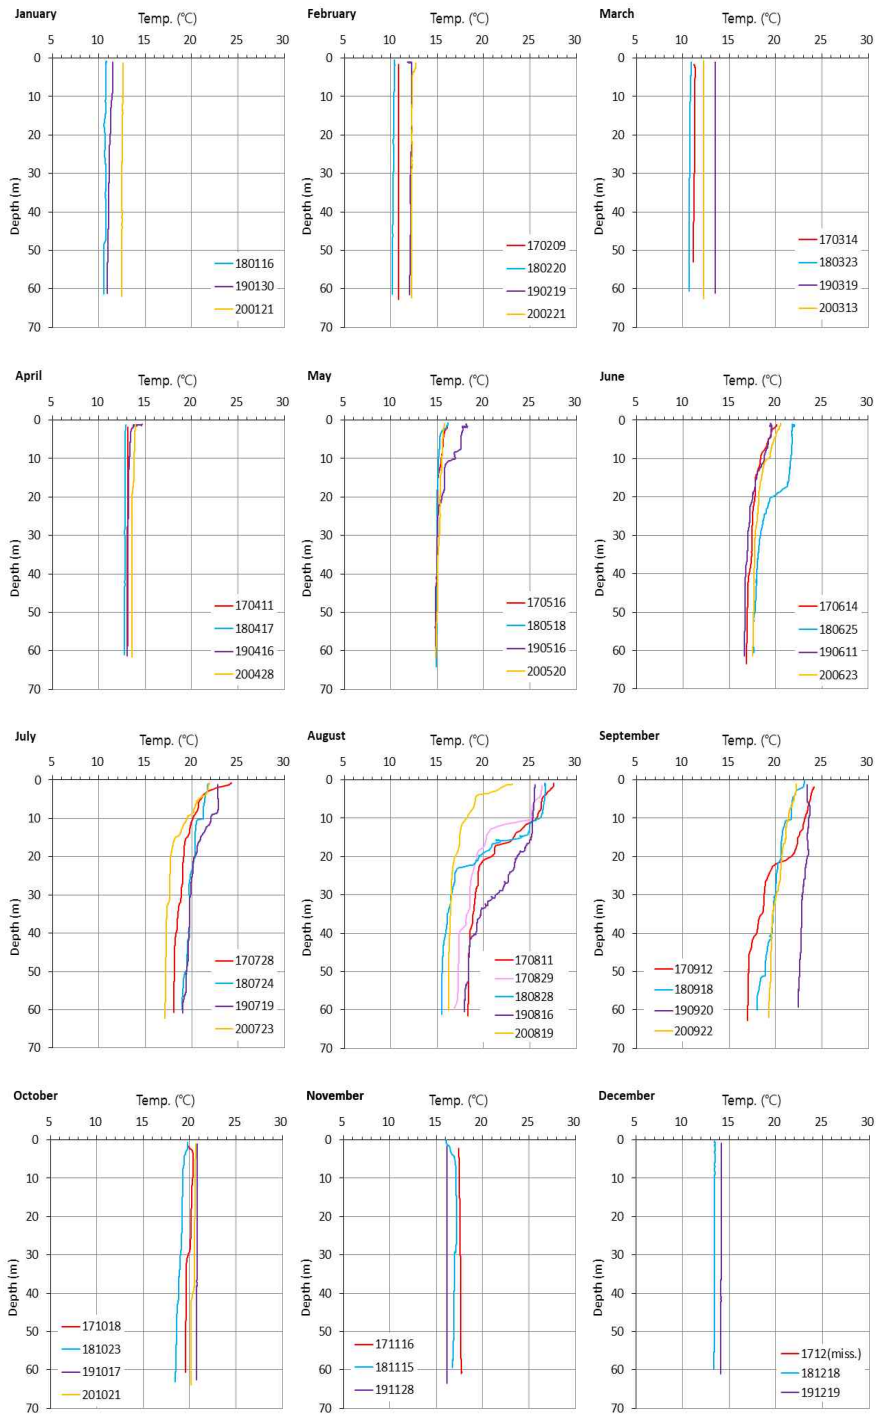 January
Temp. (℃)
5 10 15 20 25 30
0
10
20
30
40
50
60
70
Depth (m)
180116
190130
200121
February
Temp. (℃)
5 10 15 20 25 30
0
10
20
30
40
50
60
70
Depth (m)
170209
180220
190219
200221
March
Temp. (℃)
5 10 15 20 25 30
0
10
20
30
40
50
60
70
Depth (m)
170314
180323
190319
200313
April
Temp. (℃)
5 10 15 20 25 30
0
10
20
30
40
50
60
70
Depth (m)
170411
180417
190416
200428
May
Temp. (℃)
5 10 15 20 25 30
0
10
20
30
40
50
60
70
Depth (m)
170516
180518
190516
200520
June
Temp. (℃)
5 10 15 20 25 30
0
10
20
30
40
50
60
70
Depth (m)
170614
180625
190611
200623
July
Temp. (℃)
5 10 15 20 25 30
0
10
20
30
40
50
60
70
Depth (m)
170728
180724
190719
200723
August
Temp. (℃)
5 10 15 20 25 30
0
10
20
30
40
50
60
70
Depth (m)
170811
170829
180828
190816
200819
September
Temp. (℃)
5 10 15 20 25 30
0
10
20
30
40
50
60
70
Depth (m)
170912
180918
190920
200922
October
Temp. (℃)
5 10 15 20 25 30
0
10
20
30
40
50
60
70
Depth (m)
171018
181023
191017
201021
November
Temp. (℃)
5 10 15 20 25 30
0
10
20
30
40
50
60
70
Depth (m)
171116
181115
191128
December
Temp. (℃)
5 10 15 20 25 30
0
10
20
30
40
50
60
70
Depth (m)
1712(miss.)
181218
191219